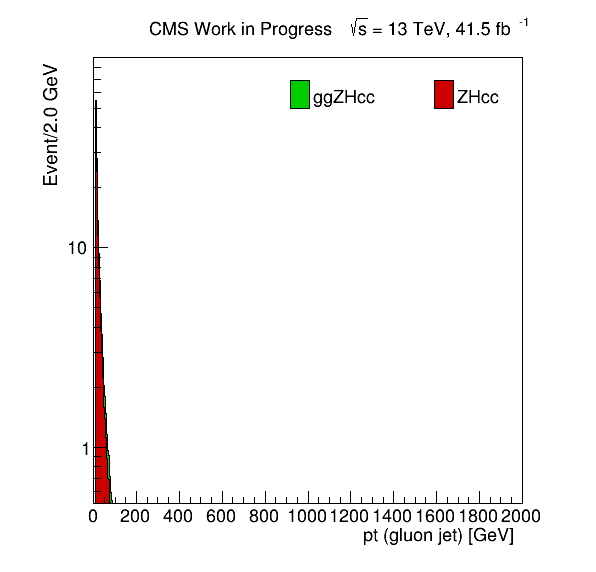 CMS Work in Progress √s = 13 TeV, 41.5 fb -1
Event/2.0 GeV
ggZHcc ZHcc
10
1
0 200 400 600 800 1000 1200 1400 1600 1800 2000
pt (gluon jet) [GeV]